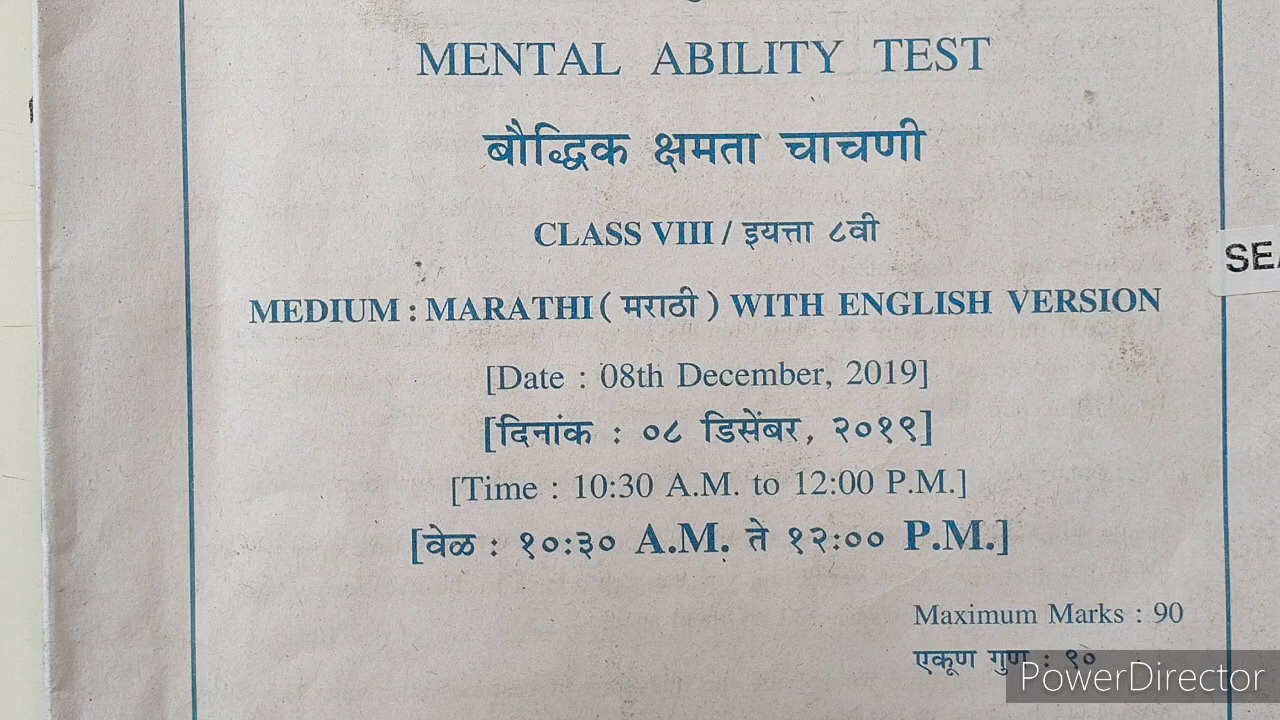 MENTAL ABILITY TEST
बौद्धिक क्षमता चाचणी
CLASS VIII / इयत्ता ८वी
MEDIUM : MARATHI ( मराठी ) WITH ENGLISH VERSION
[Date : 08th December, 2019]
[दिनांक : ०८ डिसेंबर, २०१९]
[Time : 10:30 A.M. to 12:00 P.M.]
[वेळ : १०:३० A.M. ते १२:०० P.M.]
Maximum Marks : 90
एकूण गुण : ९०
PowerDirector